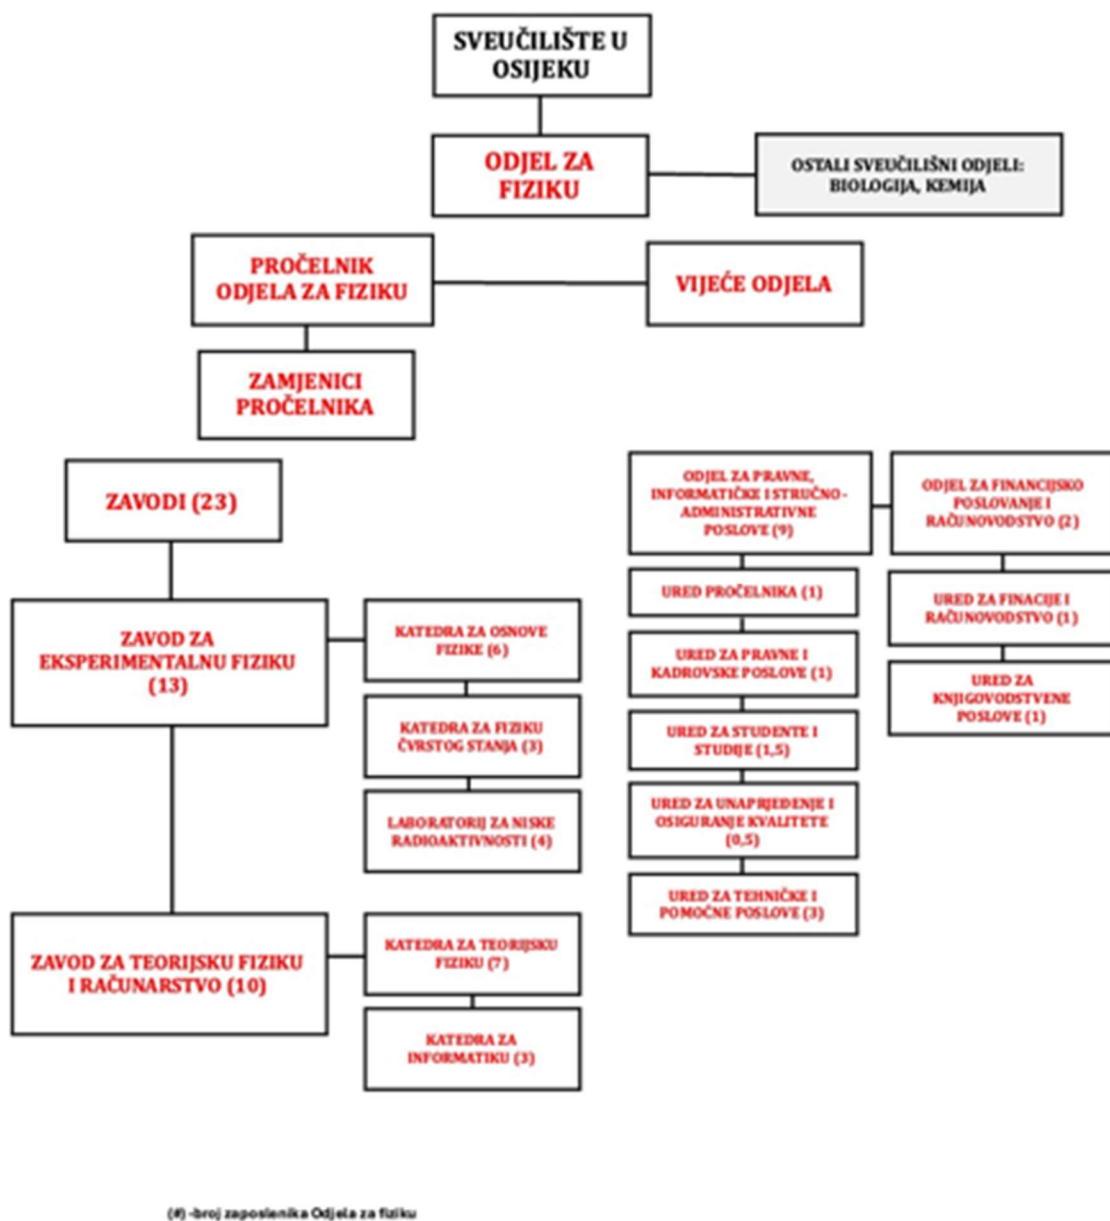 SVEUČILIŠTE U
OSIJEKU
ODJEL ZA
FIZIKU
OSTALI SVEUČILIŠNI ODJELI:
BIOLOGIJA, KEMIJA
PROČELNIK
ODJELA ZA FIZIKU
VIJEĆE ODJELA
ZAMJENICI
PROČELNIKA
ZAVODI (23)
ZAVOD ZA
EKSPERIMENTALNU FIZIKU
(13)
KATEDRA ZA OSNOVE
FIZIKE (6)
KATEDRA ZA FIZIKU
ČVRSTOG STANJA (3)
LABORATORIJ ZA NISKE
RADIOAKTIVNOSTI (4)
ZAVOD ZA TEORIJSKU FIZIKU
I RAČUNARSTVO (10)
KATEDRA ZA TEORIJSKU
FIZIKU (7)
KATEDRA ZA
INFORMATIKU (3)
ODJEL ZA PRAVNE,
INFORMATIČKE I STRUČNO-
ADMINISTRATIVNE
POSLOVE (9)
URED PROČELNIKA (1)
URED ZA PRAVNE I
KADROVSKE POSLOVE (1)
URED ZA STUDENTE I
STUDIJE (1,5)
URED ZA UNAPRJEĐENJE I
OSIGURANJE KVALITETE
(0,5)
URED ZA TEHNIČKE I
POMOĆNE POSLOVE (3)
ODJEL ZA FINANCIJSKO
POSLOVANJE I
RAČUNOVODSTVO (2)
URED ZA FINACIJE I
RAČUNOVODSTVO (1)
URED ZA
KNJIGOVODSTVENE
POSLOVE (1)
(#) -broj zaposlenika Odjela za fiziku